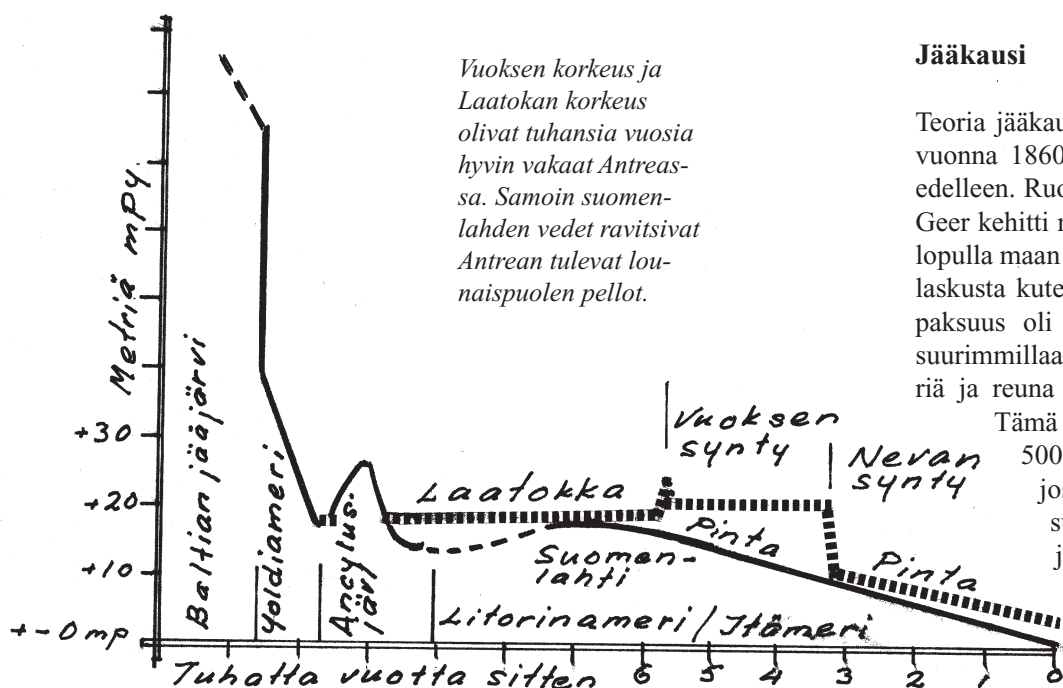 Vuoksen korkeus ja
Laatokan korkeus
olivat tuhansia vuosia
hyvin vakaat Antreas-
sa. Samoin suomen-
lahden vedet ravitsivat
Antrean tulevat lou-
naispuolen pellot.
Jääkausi
Teoria jääkau
vuonna 1860
edelleen. Ruo
Geer kehitti
lopulla maan
laskusta kute
paksuus oli
suurimmillaa
riä ja reuna
Tämä
500
jos
Metriä mpy.
+30
+20
+10
+-0 mp
Baltian jääjärvi
Yoldiameri
Ancylus-
järvi
Laatokka
Vuoksen
synty
Nevan
synty
Pinta
Pinta
Suomen-
lahti
Litorinameri / Itämeri
Tuhatta vuotta sitten 6 5 4 3 2 1 0